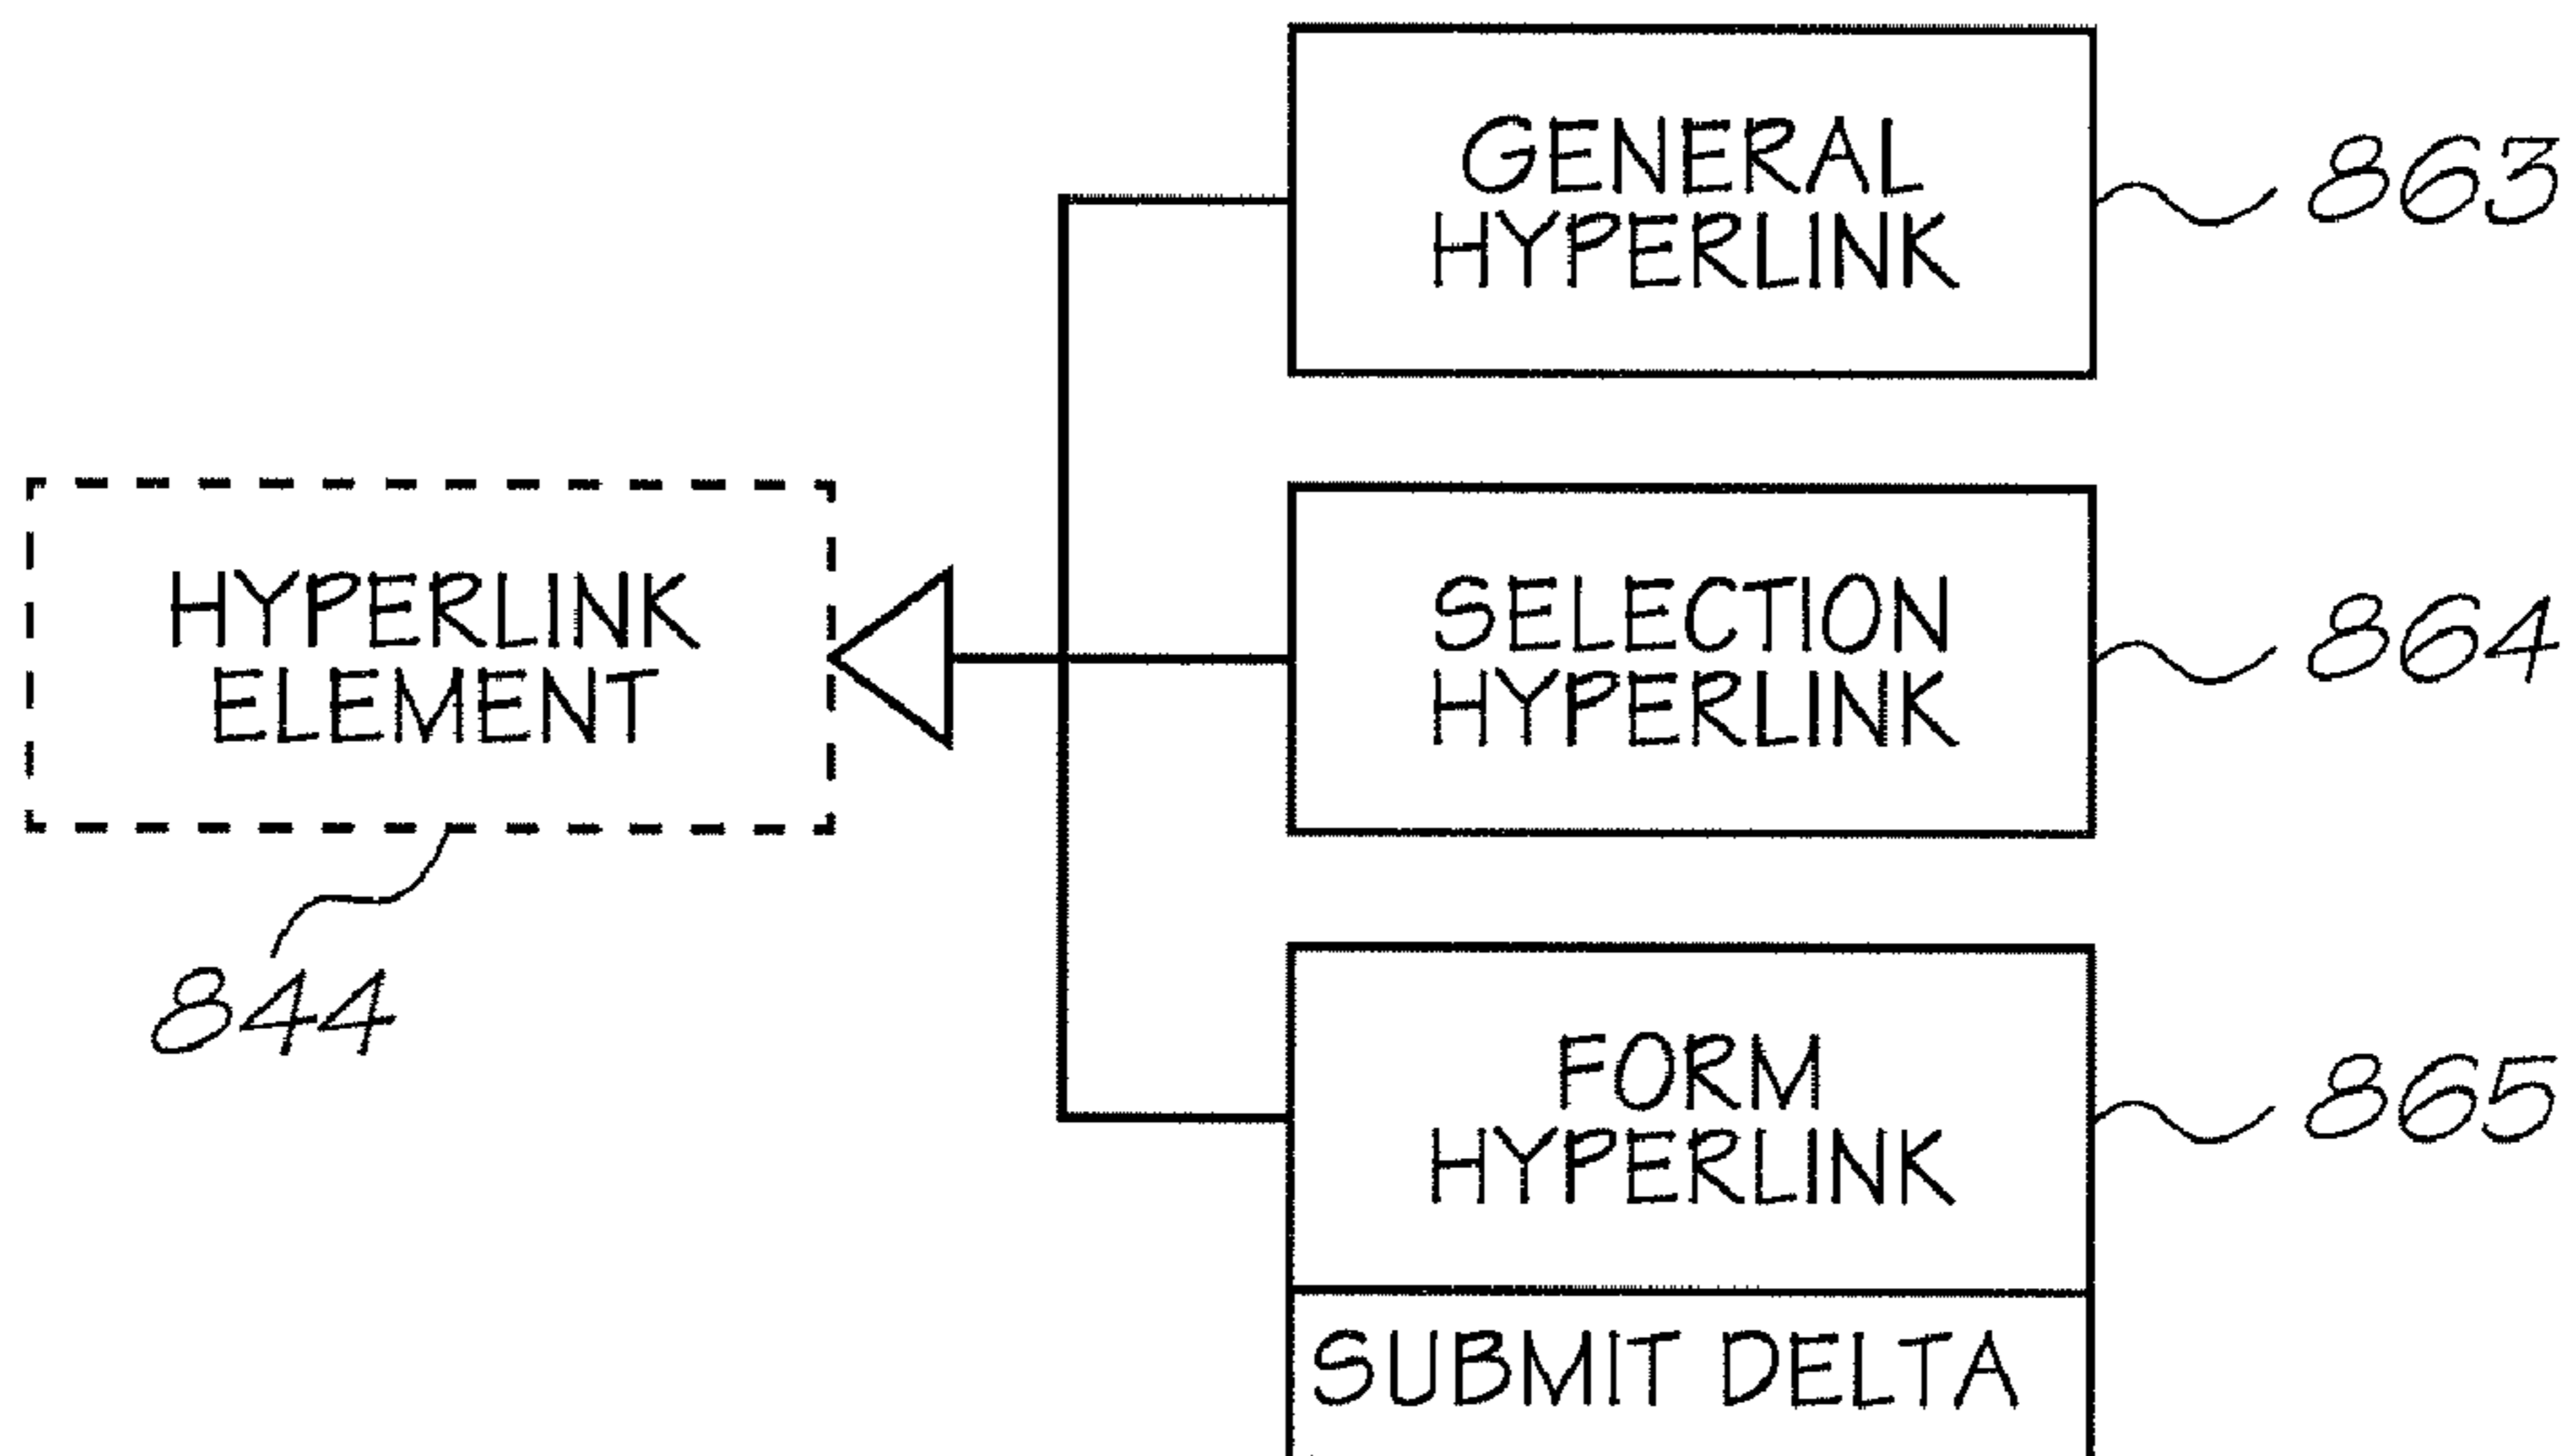 GENERAL
HYPERLINK
863
HYPERLINK
ELEMENT
844
SELECTION
HYPERLINK
864
FORM
HYPERLINK
865
SUBMIT DELTA